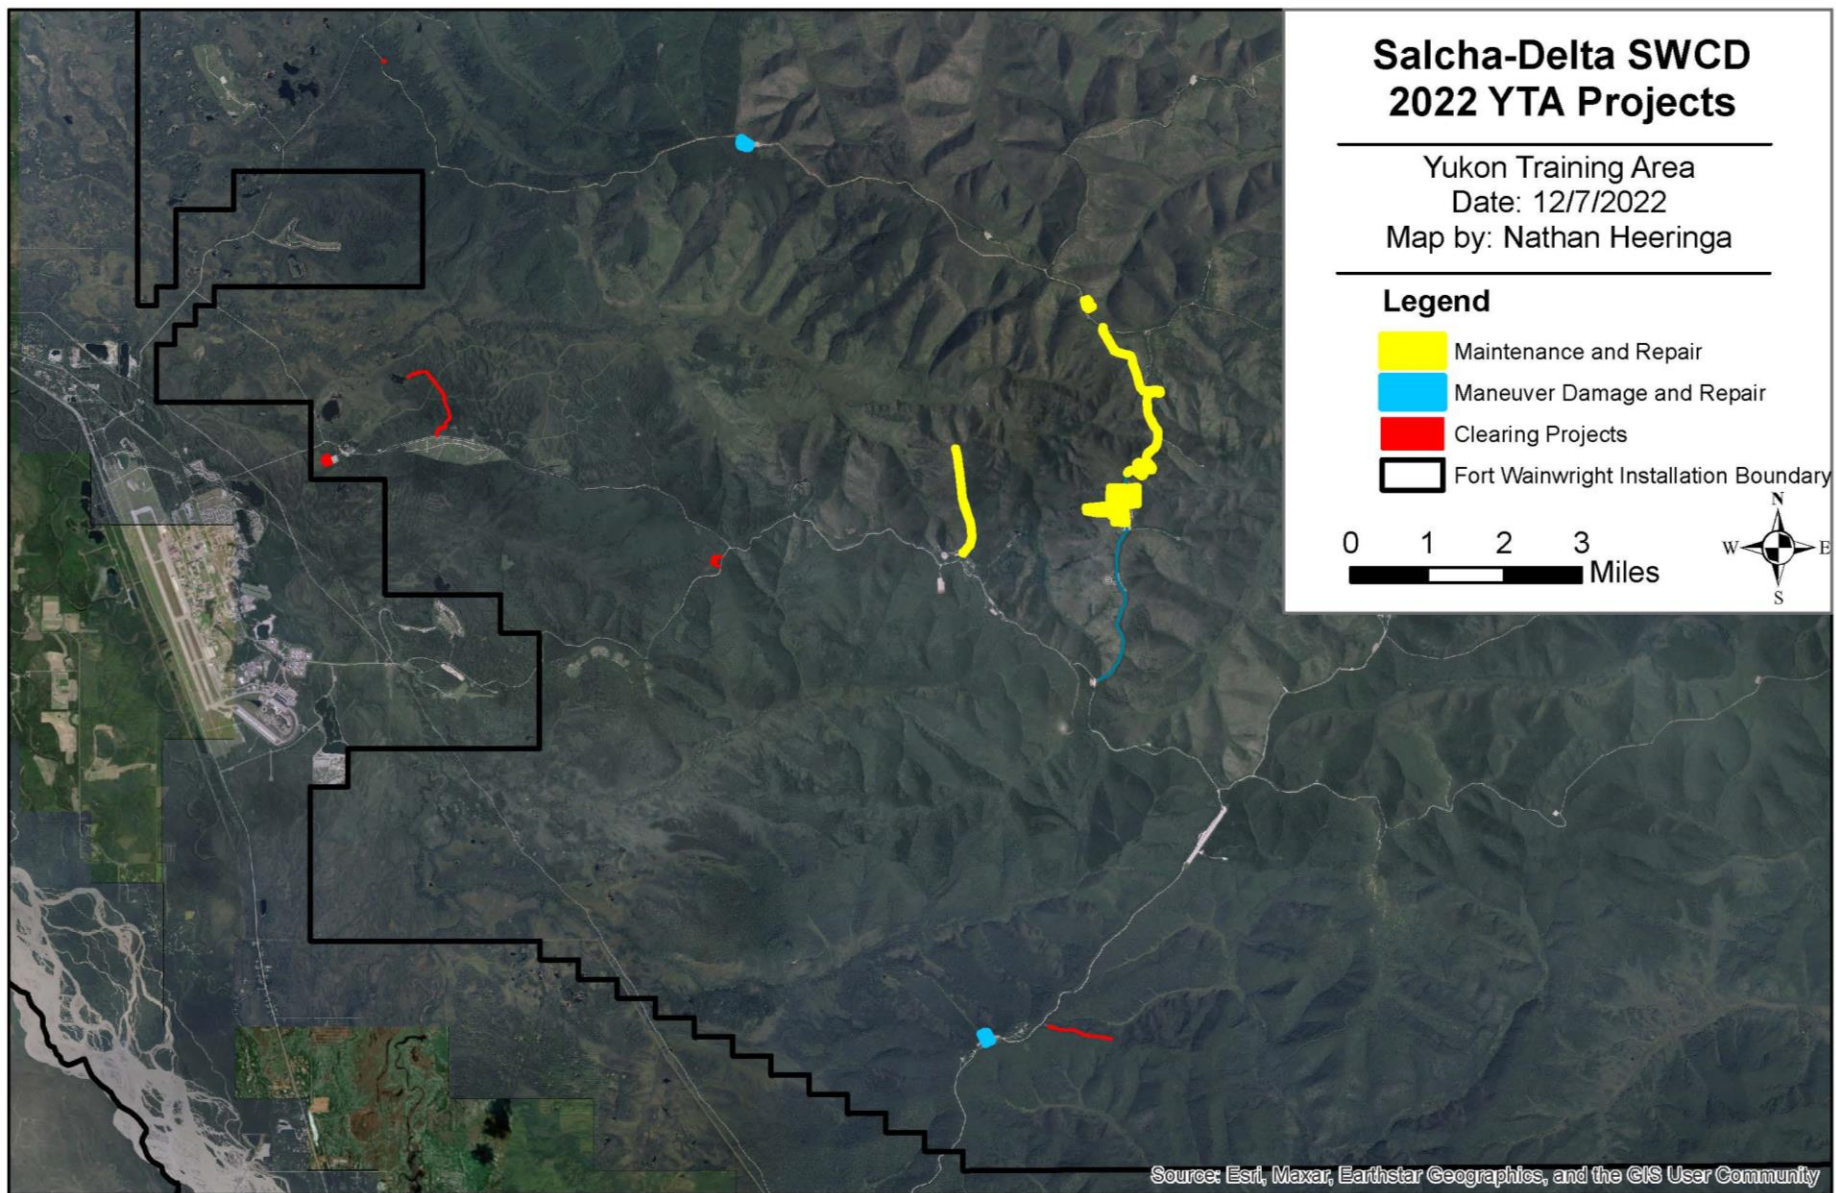 Salcha-Delta SWCD
2022 YTA Projects
Yukon Training Area
Date: 12/7/2022
Map by: Nathan Heeringa
Legend
Maintenance and Repair
Maneuver Damage and Repair
Clearing Projects
Fort Wainwright Installation Boundary
N
W E
S
0 1 2 3
Miles
Source: Esri, Maxar, Earthstar Geographics, and the GIS User Community